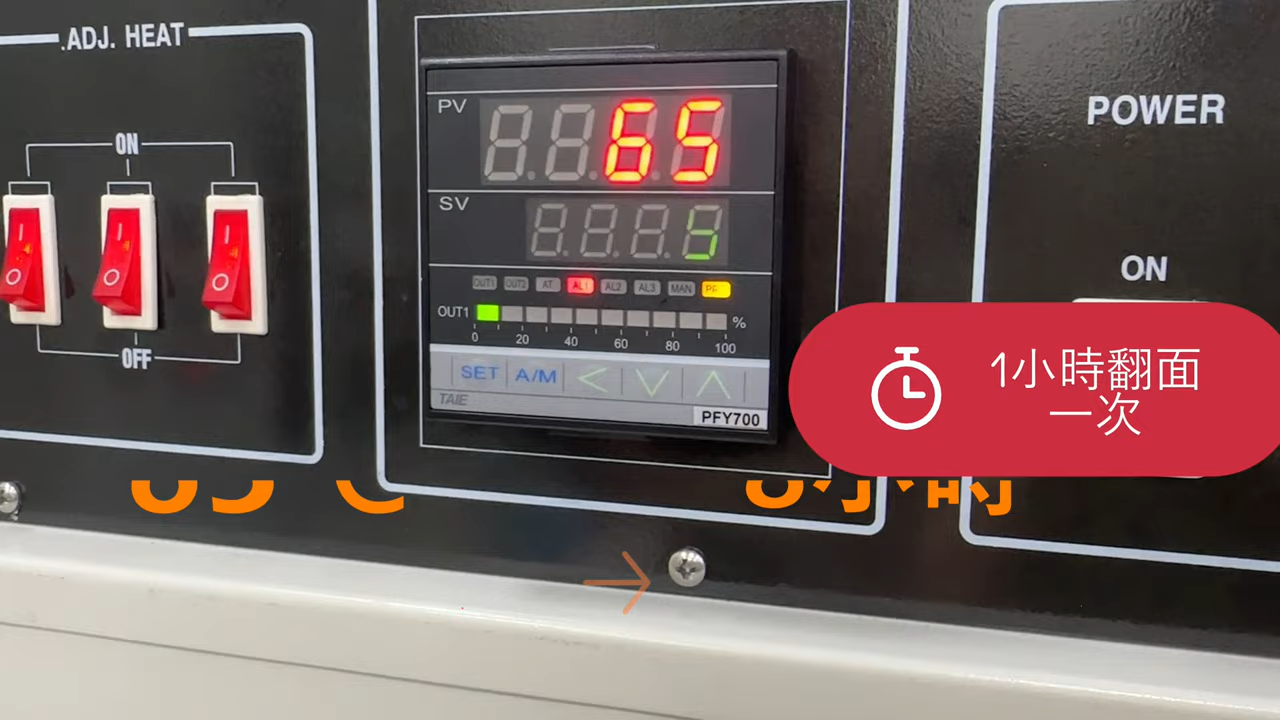 .ADJ. HEAT
ON
OFF
PV
65
SV
5
OUT1 OUT2 AT AL1 AL2 AL3 MAN PRO
OUT1
%
0 20 40 60 80 100
SET A/M
TAIE
PFY700
POWER
ON
1小時翻面
一次